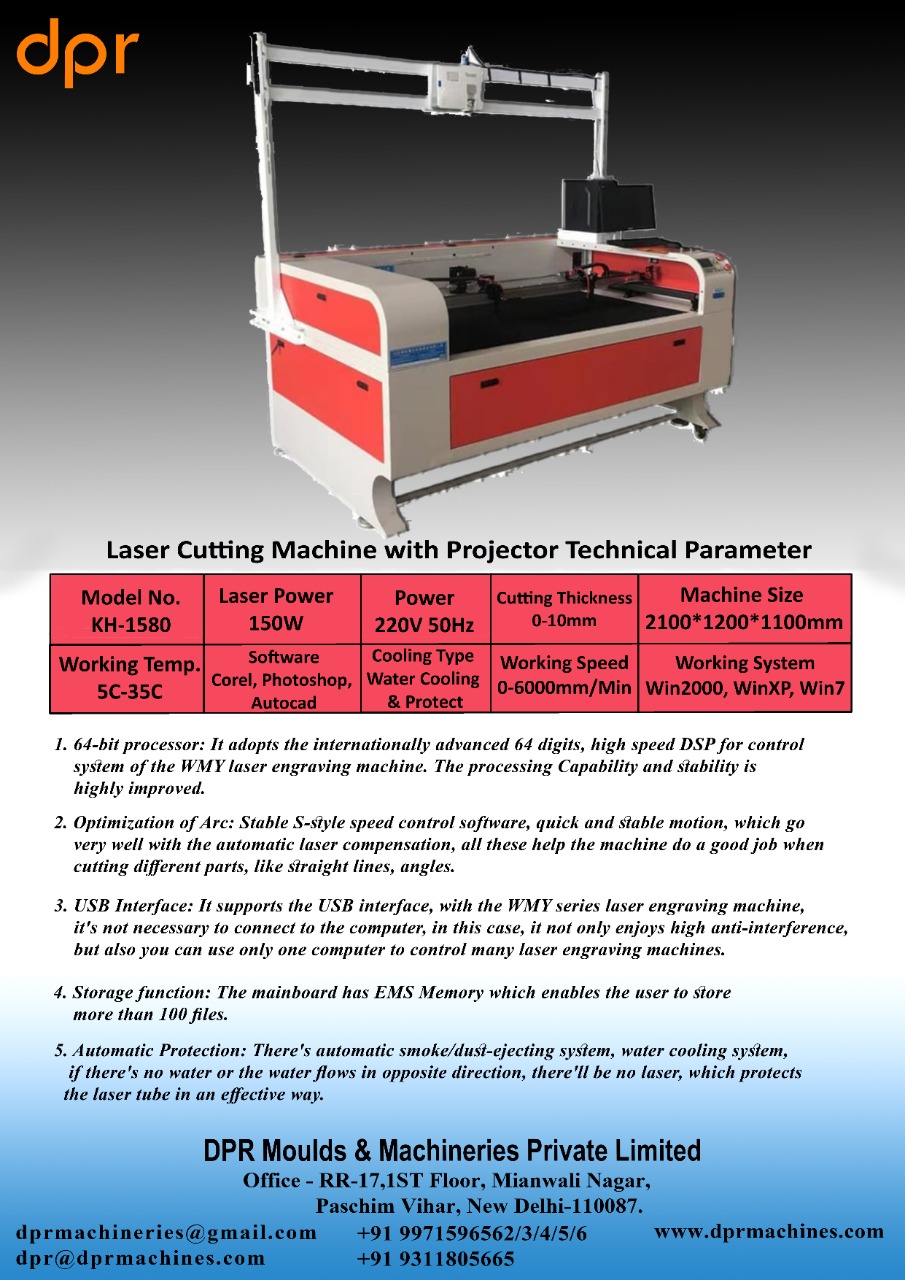 dpr
Laser Cutting Machine with Projector Technical Parameter
Model No.
KH-1580
Laser Power
150W
Power
220V 50Hz
Cutting Thickness
0-10mm
Machine Size
2100*1200*1100mm
Working Temp.
5C-35C
Software
Corel, Photoshop,
Autocad
Cooling Type
Water Cooling
& Protect
Working Speed
0-6000mm/Min
Working System
Win2000, WinXP, Win7
1. 64-bit processor: It adopts the internationally advanced 64 digits, high speed DSP for control
system of the WMY laser engraving machine. The processing Capability and stability is
highly improved.
2. Optimization of Arc: Stable S-style speed control software, quick and stable motion, which go
very well with the automatic laser compensation, all these help the machine do a good job when
cutting different parts, like straight lines, angles.
3. USB Interface: It supports the USB interface, with the WMY series laser engraving machine,
it's not necessary to connect to the computer, in this case, it not only enjoys high anti-interference,
but also you can use only one computer to control many laser engraving machines.
4. Storage function: The mainboard has EMS Memory which enables the user to store
more than 100 files.
5. Automatic Protection: There's automatic smoke/dust-ejecting system, water cooling system,
if there's no water or the water flows in opposite direction, there'll be no laser, which protects
the laser tube in an effective way.
DPR Moulds & Machineries Private Limited
Office - RR-17,1ST Floor, Mianwali Nagar,
Paschim Vihar, New Delhi-110087.
dprmachineries@gmail.com +91 9971596562/3/4/5/6 www.dprmachines.com
dpr@dprmachines.com +91 9311805665